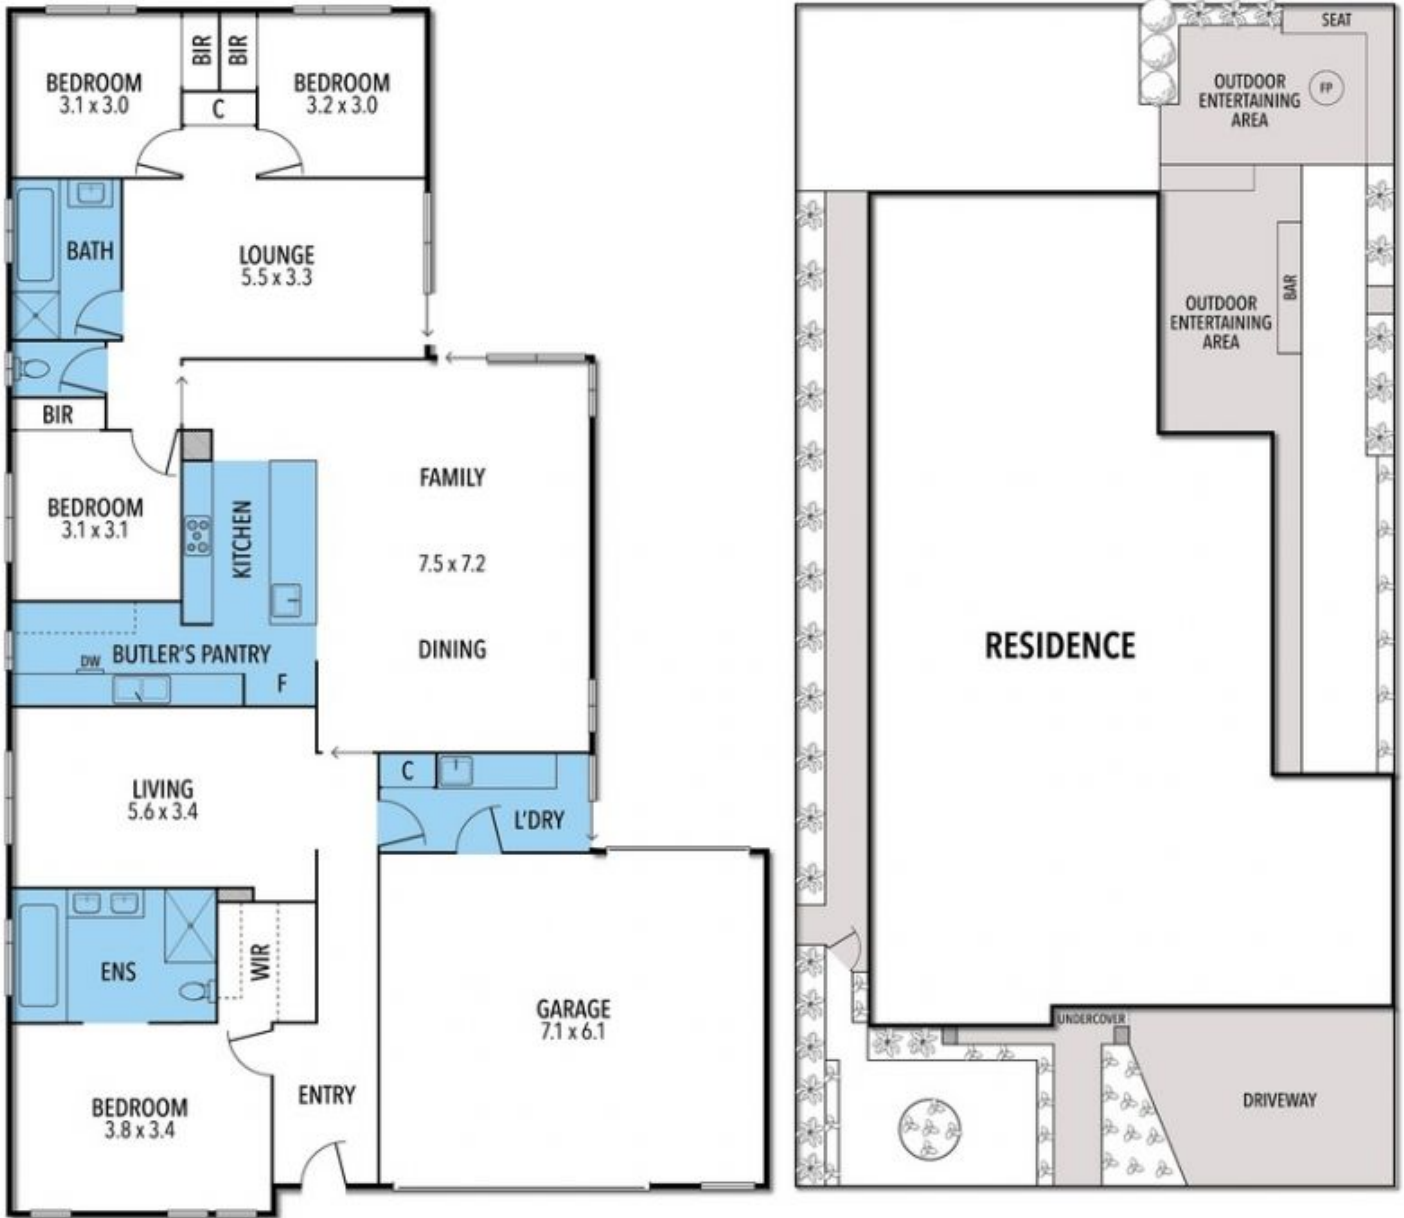 BEDROOM
3.1 x 3.0
BIR
BIR
C
BEDROOM
3.2 x 3.0
BATH
LOUNGE
5.5 x 3.3
BIR
BEDROOM
3.1 x 3.1
KITCHEN
FAMILY
7.5 x 7.2
DINING
BUTLER'S PANTRY
DW
F
LIVING
5.6 x 3.4
C
L'DRY
ENS
WIR
GARAGE
7.1 x 6.1
ENTRY
BEDROOM
3.8 x 3.4
SEAT
OUTDOOR
ENTERTAINING
AREA
FP
OUTDOOR
ENTERTAINING
AREA
BAR
RESIDENCE
UNDERCOVER
DRIVEWAY